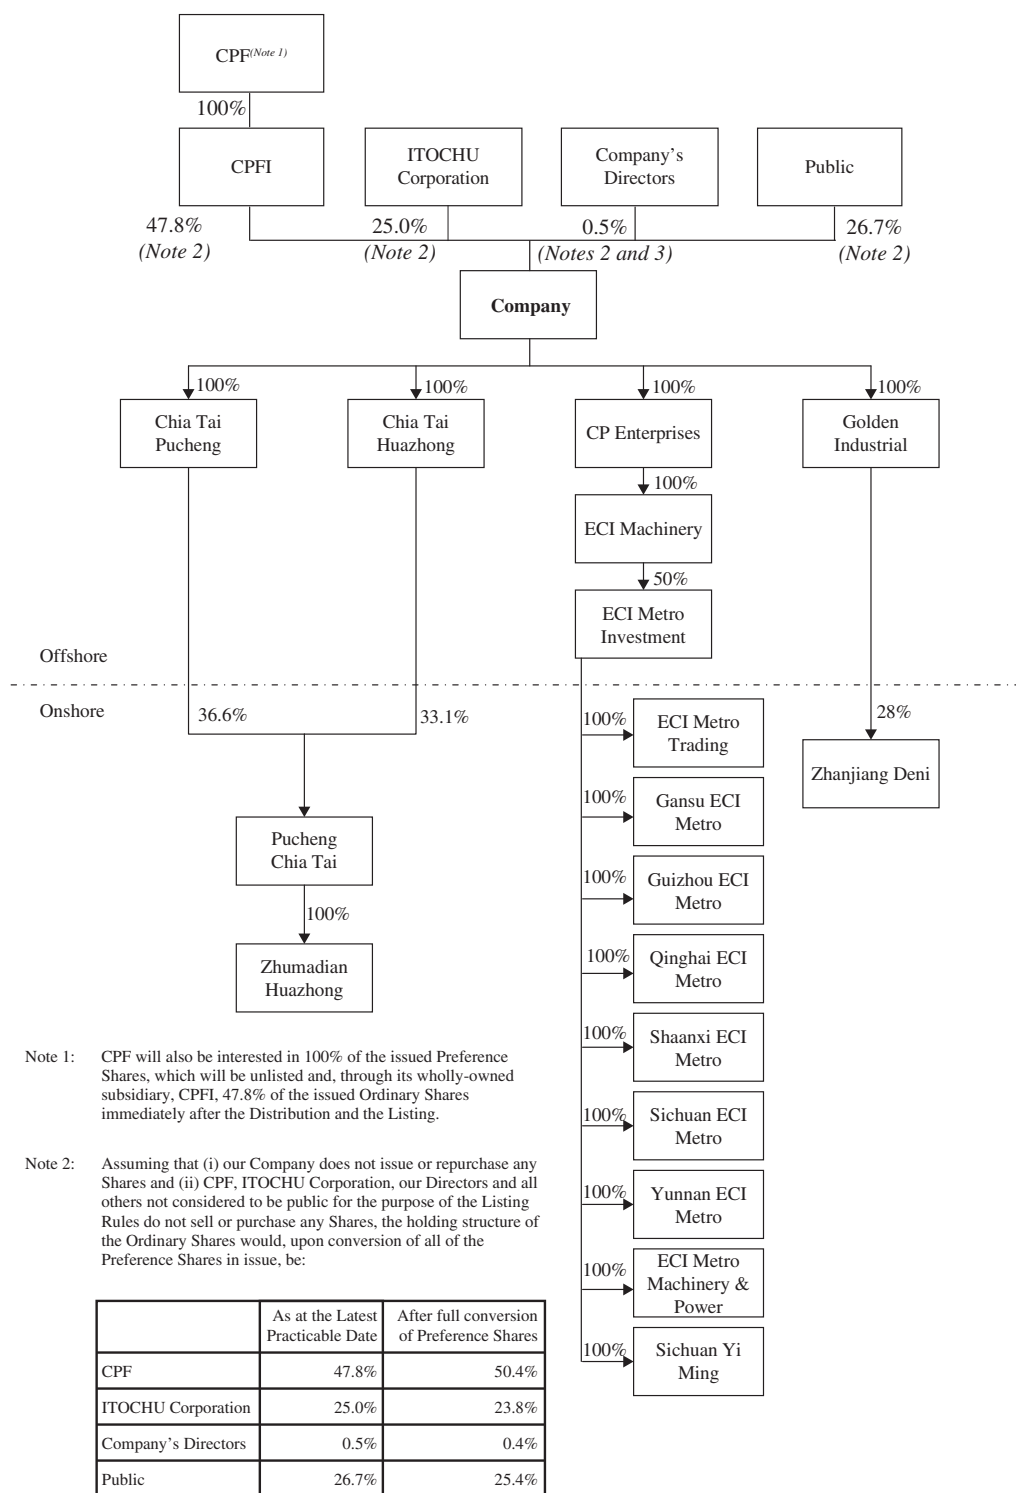 CPF(Note 1)
100%
CPFI
ITOCHU
Corporation
Company’s
Directors
Public
47.8%
(Note 2)
25.0%
(Note 2)
0.5%
(Notes 2 and 3)
26.7%
(Note 2)
Company
100%
100%
100%
100%
Chia Tai
Pucheng
Chia Tai
Huazhong
CP Enterprises
Golden
Industrial
100%
ECI Machinery
50%
ECI Metro
Investment
Offshore
Onshore
36.6%
33.1%
100%
ECI Metro
Trading
28%
Zhanjiang Deni
100%
Gansu ECI
Metro
Pucheng
Chia Tai
100%
Guizhou ECI
Metro
100%
Zhumadian
Huazhong
100%
Qinghai ECI
Metro
100%
Shaanxi ECI
Metro
100%
Sichuan ECI
Metro
100%
Yunnan ECI
Metro
100%
ECI Metro
Machinery &
Power
100%
Sichuan Yi
Ming
Note 1: CPF will also be interested in 100% of the issued Preference
Shares, which will be unlisted and, through its wholly-owned
subsidiary, CPFI, 47.8% of the issued Ordinary Shares
immediately after the Distribution and the Listing.
Note 2: Assuming that (i) our Company does not issue or repurchase any
Shares and (ii) CPF, ITOCHU Corporation, our Directors and all
others not considered to be public for the purpose of the Listing
Rules do not sell or purchase any Shares, the holding structure of
the Ordinary Shares would, upon conversion of all of the
Preference Shares in issue, be:
As at the Latest
Practicable Date
After full conversion
of Preference Shares
CPF 47.8% 50.4%
ITOCHU Corporation 25.0% 23.8%
Company’s Directors 0.5% 0.4%
Public 26.7% 25.4%